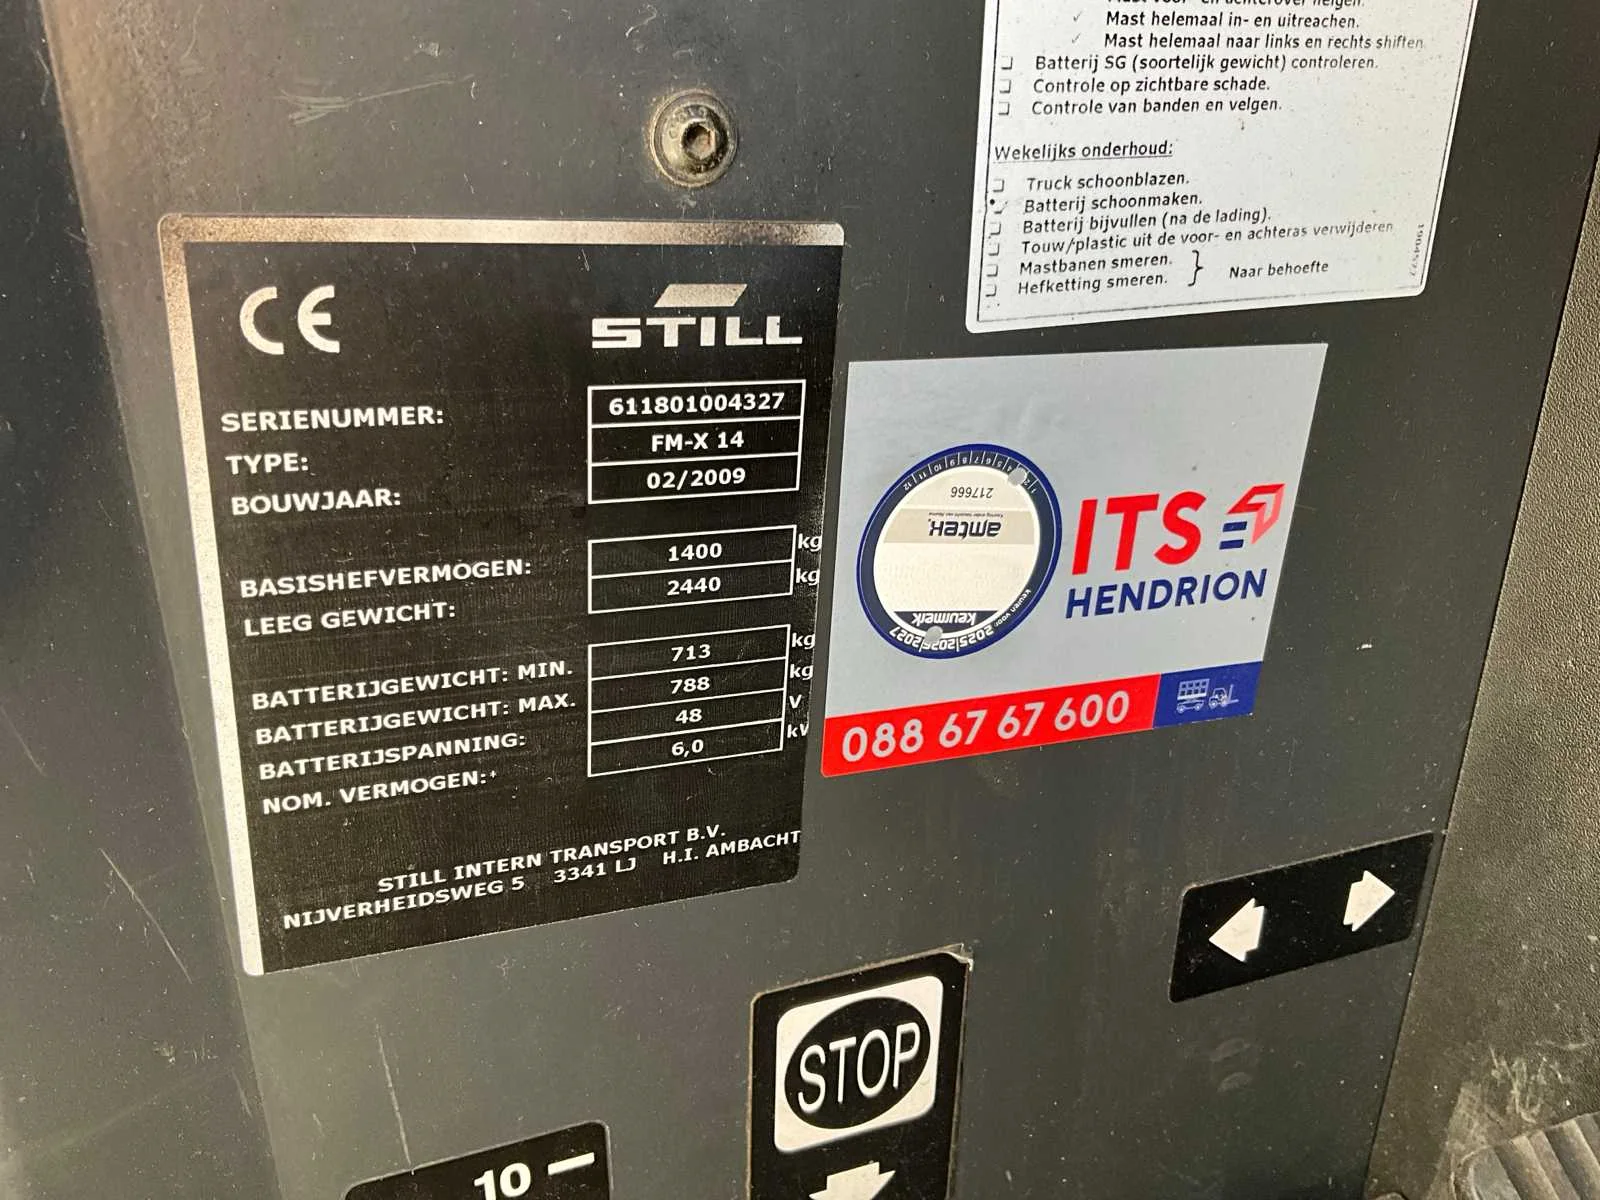 Mast helemaal in- en uitreachen.
Mast helemaal naar links en rechts shiften
Batterij SG (soortelijk gewicht) controleren.
Controle op zichtbare schade.
Controle van banden en velgen.
Wekelijks onderhoud:
Truck schoonblazen.
Batterij schoonmaken.
Batterij bijvullen (na de lading).
Touw/plastic uit de voor- en achteras verwijderen
Mastbanen smeren.
Hefketting smeren.
Naar behoefte
CE
STILL
SERIENUMMER: 611801004327
TYPE: FM-X 14
BOUWJAAR: 02/2009
BASISHEFVERMOGEN: 1400 kg
LEEG GEWICHT: 2440 kg
BATTERIJGEWICHT: MIN. 713 kg
BATTERIJGEWICHT: MAX. 788 kg
BATTERIJSPANNING: 48 V
NOM. VERMOGEN: 6,0 kW
STILL INTERN TRANSPORT B.V.
NIJVERHEIDSWEG 5 3341 LJ H.I. AMBACHT
217666
amtek
keurmerk
keuren voor:
2025|2026|2027
ITS
HENDRION
088 67 67 600
STOP
10